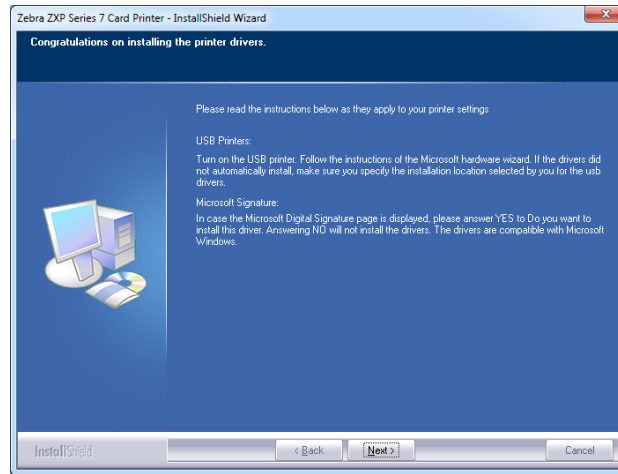 Zebra ZXP Series 7 Card Printer - InstallShield Wizard
Congratulations on installing the printer drivers.
Please read the instructions below as they apply to your printer settings
USB Printers:
Turn on the USB printer. Follow the instructions of the Microsoft hardware wizard. If the drivers did
not automatically install, make sure you specify the installation location selected by you for the usb
drivers.
Microsoft Signature:
In case the Microsoft Digital Signature page is displayed, please answer YES to Do you want to
install this driver. Answering NO will not install the drivers. The drivers are compatible with Microsoft
Windows.
InstallShield
< Back
Next >
Cancel